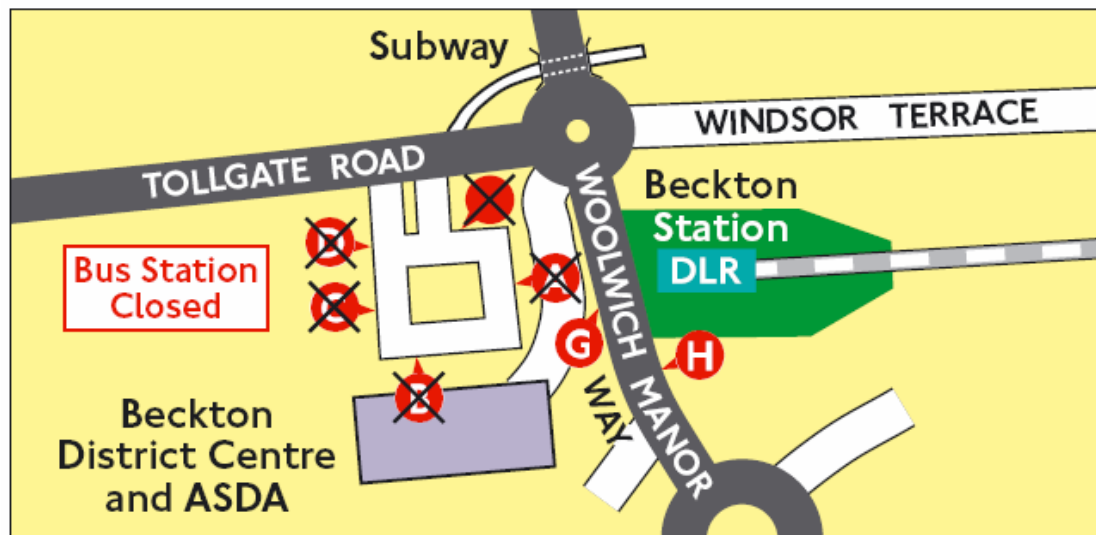 Subway
WINDSOR TERRACE
TOLLGATE ROAD
Beckton
Station
DLR
D
Bus Station
Closed
C
A
G
H
B
WOOLWICH MANOR
WAY
Beckton
District Centre
and ASDA